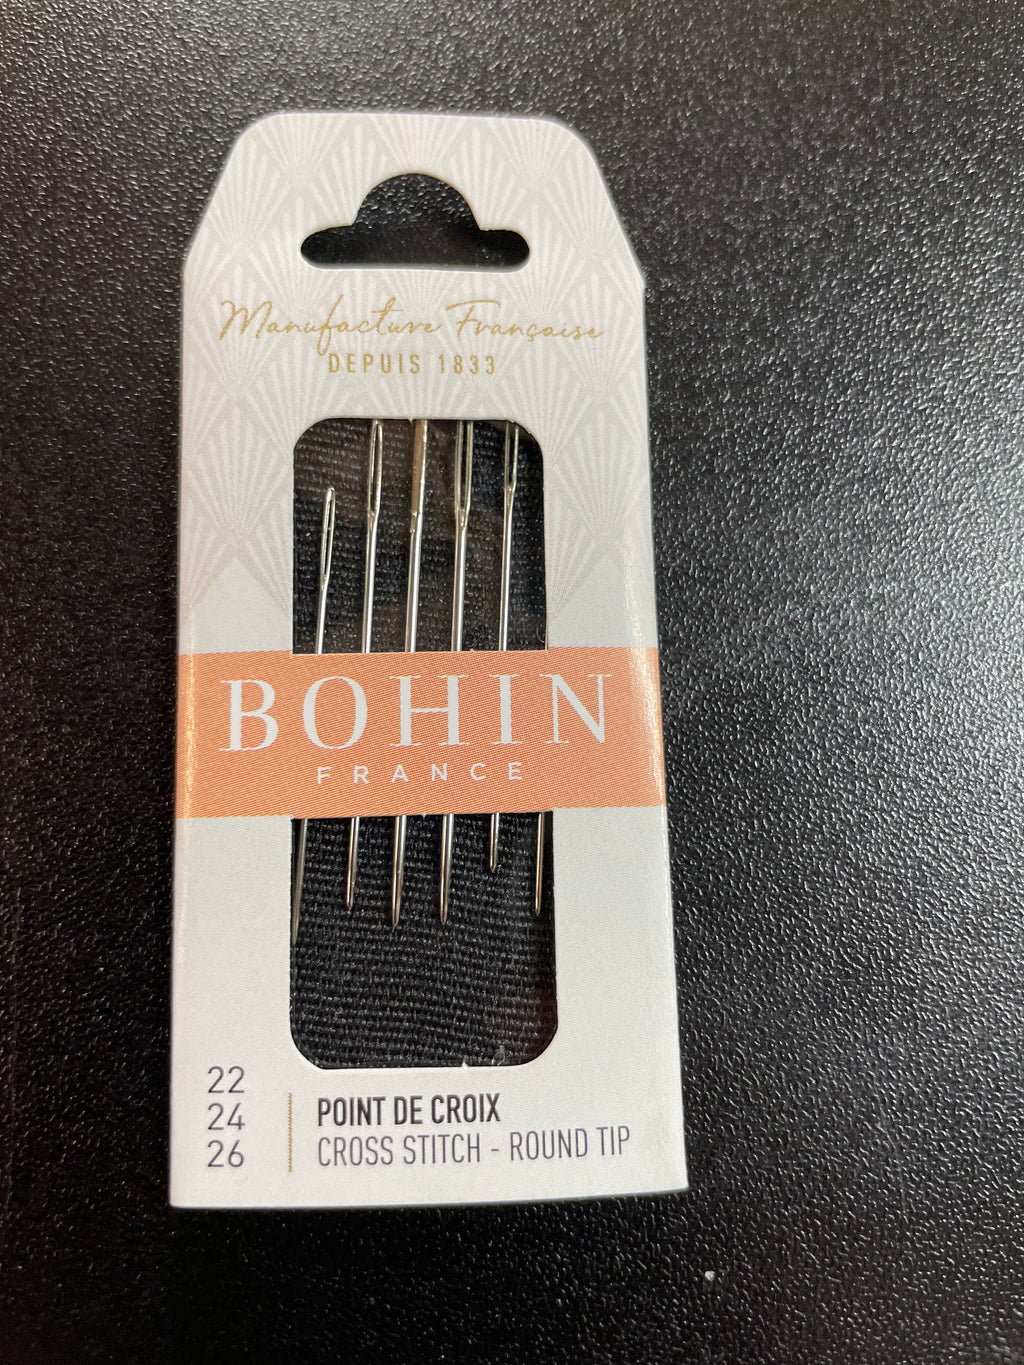 Manufacture Française
DEPUIS 1833
BOHIN
FRANCE
22
24
26
POINT DE CROIX
CROSS STITCH - ROUND TIP